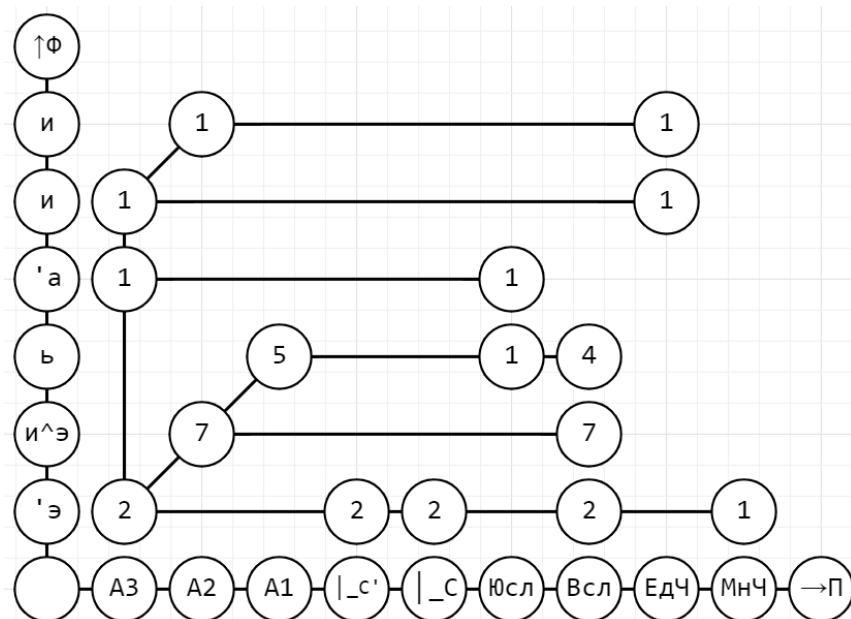 ↑Ф
и 1 1
и 1 1
'а 1 1
ь 5 1 4
и^э 7 7
'э 2 2 2 2 1
А3 А2 А1 |_с' |_С Юсл Всл ЕдЧ МнЧ →П